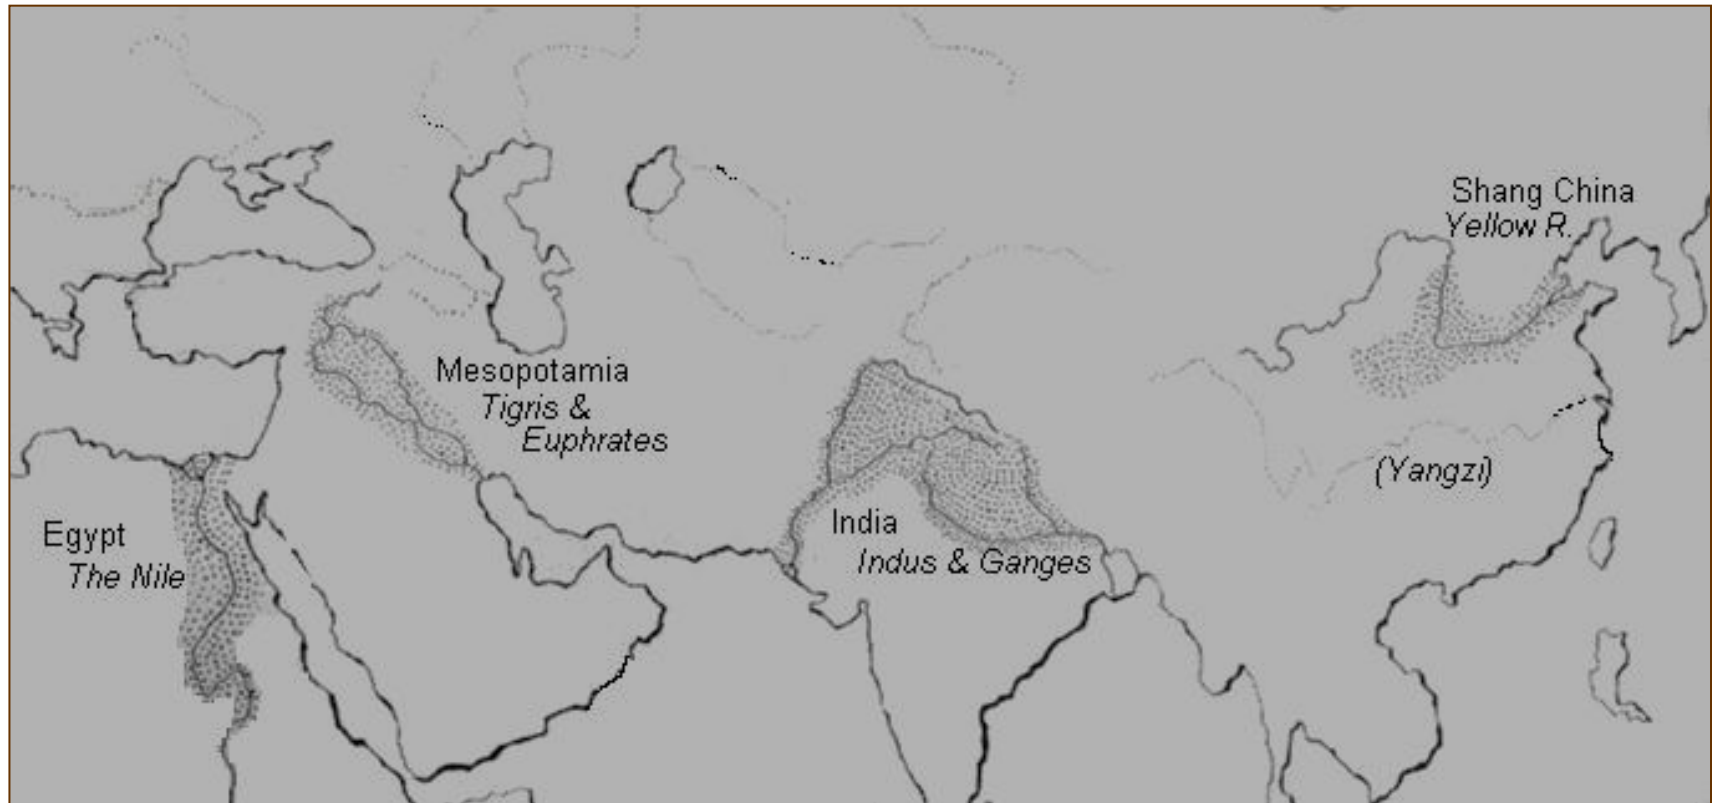 Shang China
Yellow R.
Mesopotamia
Tigris &
Euphrates
(Yangzi)
Egypt
The Nile
India
Indus & Ganges